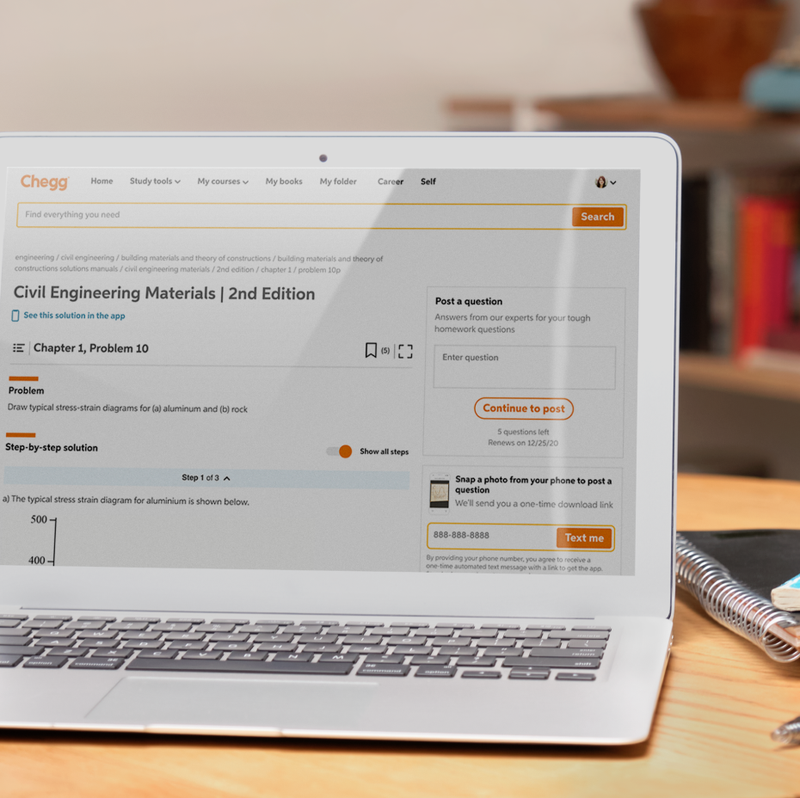 Chegg
Home Study tools My courses My books My folder Career Self
Find everything you need
Search
engineering / civil engineering / building materials and theory of constructions / building materials and theory of
constructions solutions manuals / civil engineering materials / 2nd edition / chapter 1 / problem 10p
Civil Engineering Materials | 2nd Edition
See this solution in the app
Chapter 1, Problem 10
(5)
Problem
Draw typical stress-strain diagrams for (a) aluminum and (b) rock
Step-by-step solution
Show all steps
Step 1 of 3
a) The typical stress strain diagram for aluminium is shown below.
500
400
Post a question
Answers from our experts for your tough
homework questions
Enter question
Continue to post
5 questions left
Renews on 12/25/20
Snap a photo from your phone to post a
question
We'll send you a one-time download link
888-888-8888
Text me
By providing your phone number, you agree to receive a
one-time automated text message with a link to get the app.